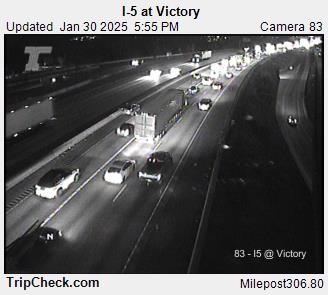 I-5 at Victory
Updated Jan 30 2025 5:55 PM Camera 83
83 - I5 @ Victory
TripCheck.com Milepost306.80